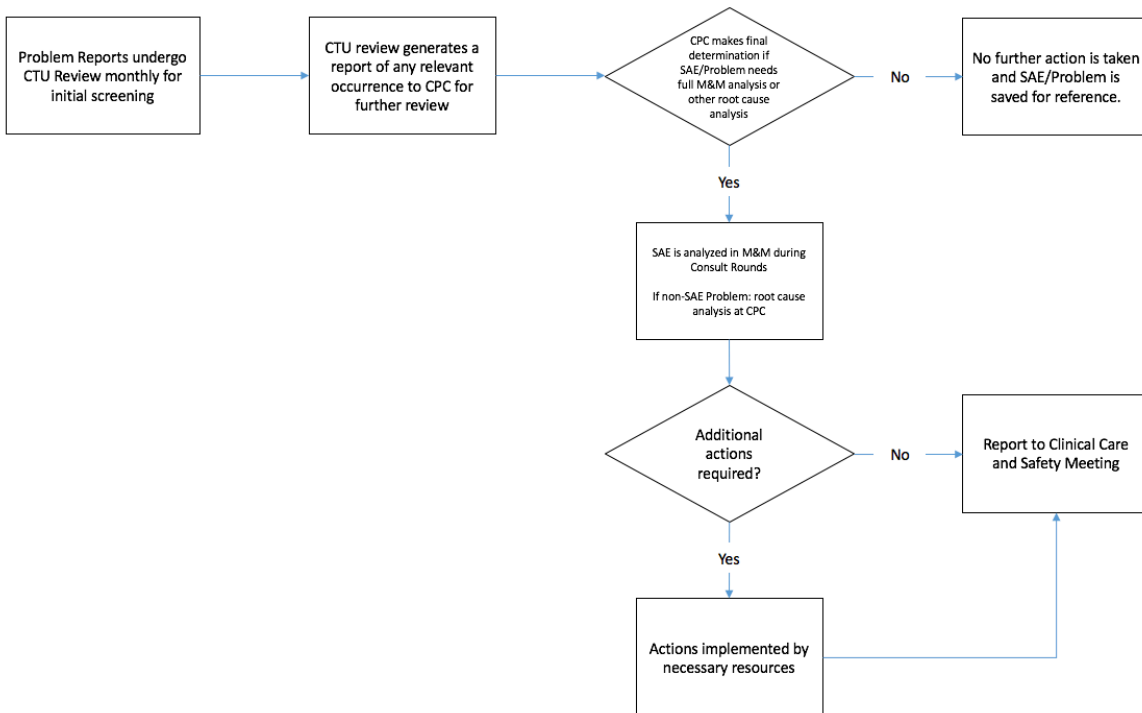 Problem Reports undergo
CTU Review monthly for
initial screening
CTU review generates a
report of any relevant
occurrence to CPC for
further review
CPC makes final
determination if
SAE/Problem needs
full M&M analysis or
other root cause
analysis
No
No further action is taken
and SAE/Problem is
saved for reference.
Yes
SAE is analyzed in M&M during
Consult Rounds
If non-SAE Problem: root cause
analysis at CPC
Additional
actions
required?
No
Report to Clinical Care
and Safety Meeting
Yes
Actions implemented by
necessary resources